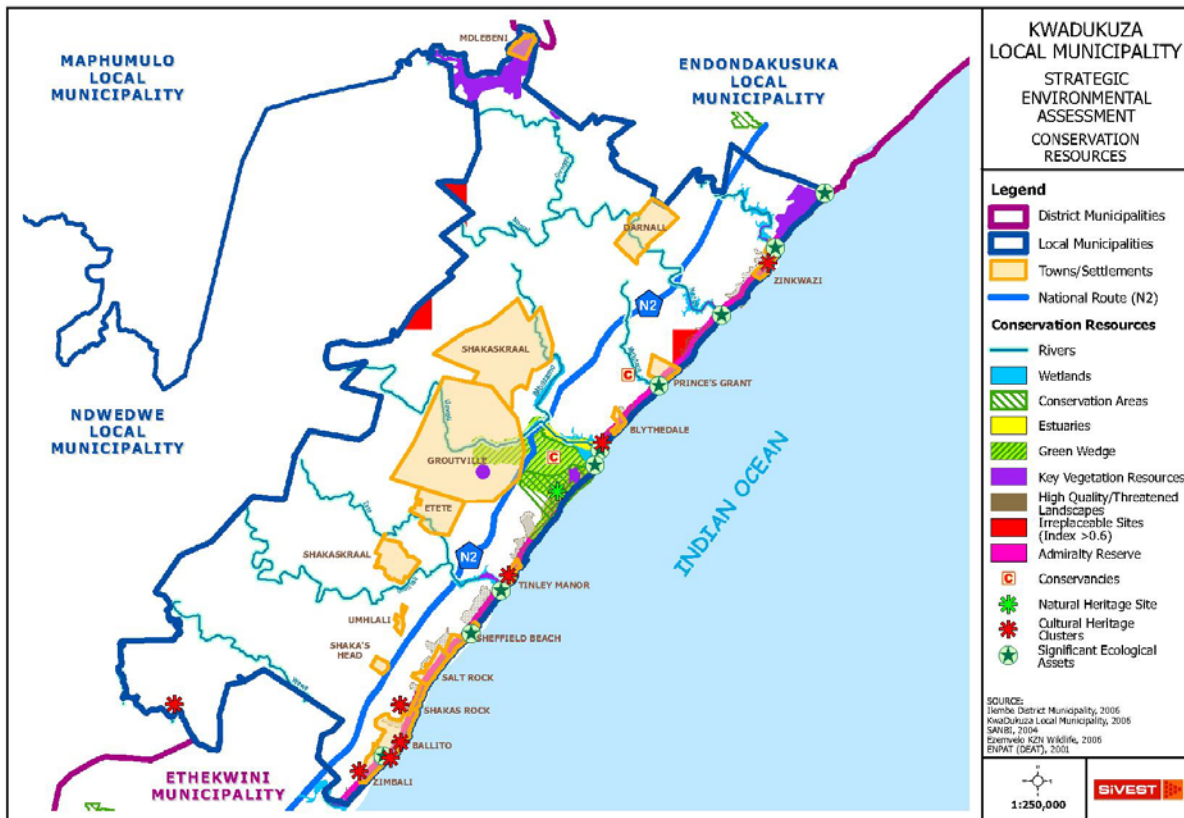 MDLEBENI
MAPHUMULO
LOCAL
MUNICIPALITY
ENDONDAKUSUKA
LOCAL
MUNICIPALITY
DARNALL
ZINKWAZI
N2
SHAKASKRAAL
PRINCE'S GRANT
C
NDWEDWE
LOCAL
MUNICIPALITY
BLYTHEDALE
GROUTVILLE
C
INDIAN OCEAN
ETETE
SHAKASKRAAL
N2
TINLEY MANOR
UMHLALI
SHEFFIELD BEACH
SHAKA'S
HEAD
SALT ROCK
SHAKAS ROCK
BALLITO
ZIMBALI
ETHEKWINI
MUNICIPALITY
KWADUKUZA
LOCAL MUNICIPALITY
STRATEGIC
ENVIRONMENTAL
ASSESSMENT
CONSERVATION
RESOURCES
Legend
District Municipalities
Local Municipalities
Towns/Settlements
National Route (N2)
Conservation Resources
Rivers
Wetlands
Conservation Areas
Estuaries
Green Wedge
Key Vegetation Resources
High Quality/Threatened
Landscapes
Irreplaceable Sites
(Index >0.6)
Admiralty Reserve
C Conservancies
Natural Heritage Site
Cultural Heritage
Clusters
Significant Ecological
Assets
SOURCE:
Ilembe District Municipality, 2006
KwaDukuza Local Municipality, 2006
SANBI, 2004
Ezemvelo KZN Wildlife, 2006
ENPAT (DEAT), 2001
1:250,000
SiVEST